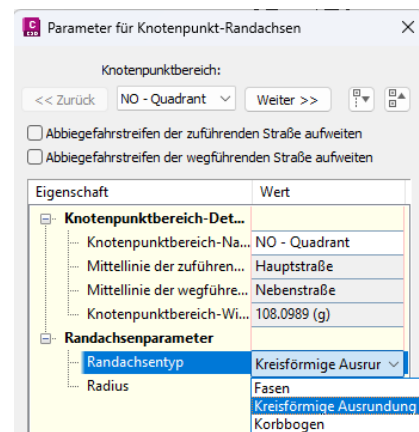 C
C3D
Parameter für Knotenpunkt-Randachsen
Knotenpunktbereich:
<< Zurück NO - Quadrant Weiter >>
Abbiegefahrstreifen der zuführenden Straße aufweiten
Abbiegefahrstreifen der wegführenden Straße aufweiten
Eigenschaft Wert
Knotenpunktbereich-Det...
Knotenpunktbereich-Na... NO - Quadrant
Mittellinie der zuführen... Hauptstraße
Mittellinie der wegführe... Nebenstraße
Knotenpunktbereich-Wi... 108.0989 (g)
Randachsenparameter
Randachsentyp Kreisförmige Ausrur
Radius Fasen
Kreisförmige Ausrundung
Korbbogen